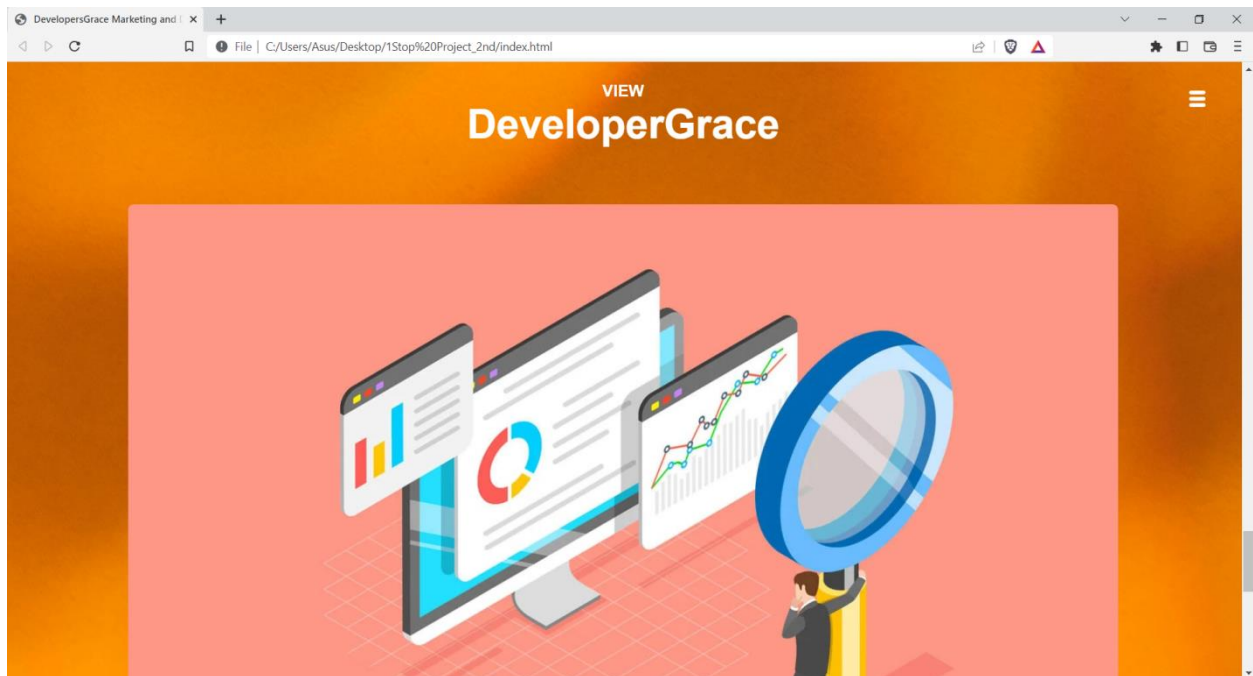 DevelopersGrace Marketing and
File | C:/Users/Asus/Desktop/1Stop%20Project_2nd/index.html
VIEW
DeveloperGrace